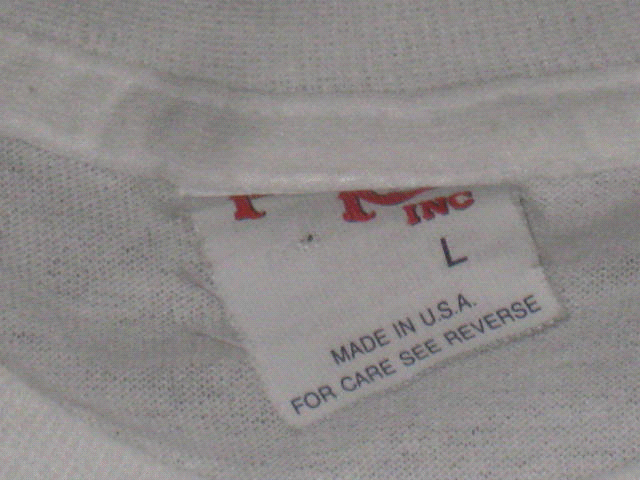 INC
L
MADE IN U.S.A.
FOR CARE SEE REVERSE